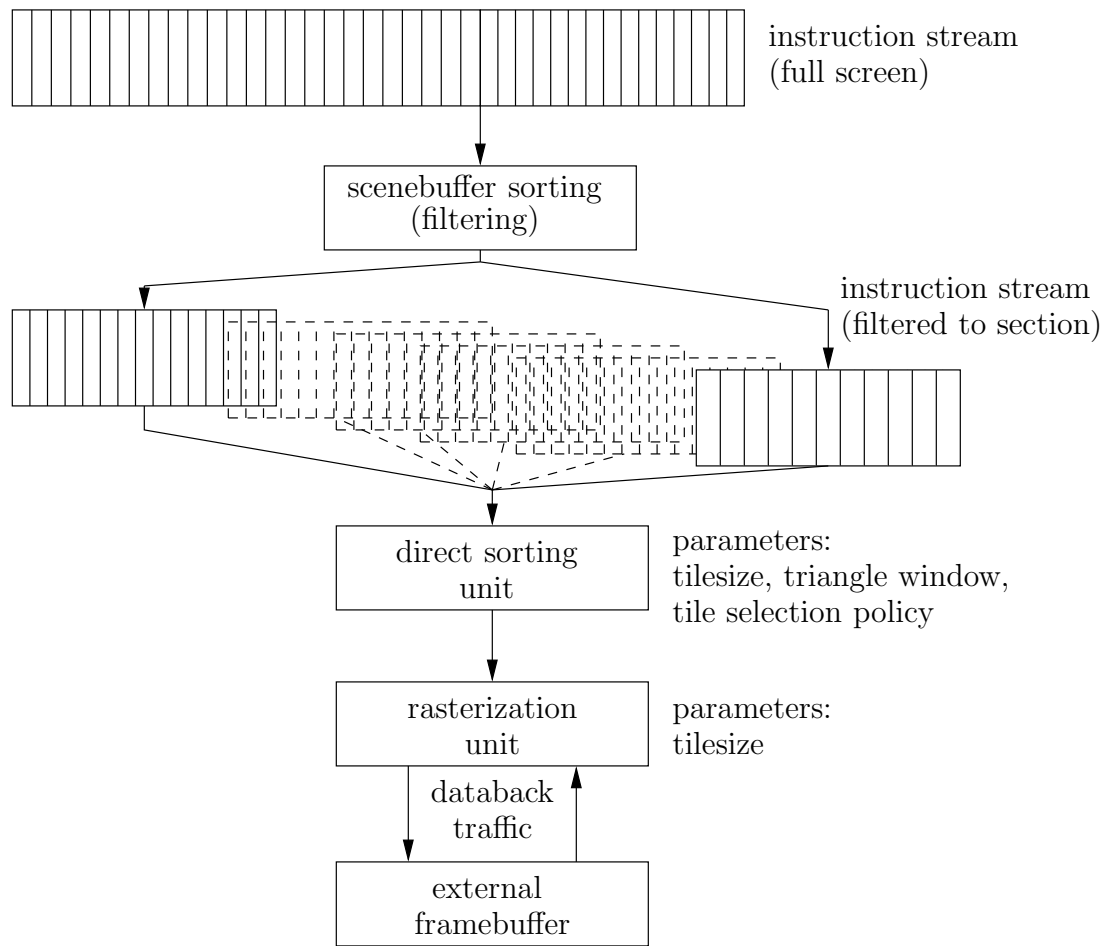 instruction stream
(full screen)
scenebuffer sorting
(filtering)
instruction stream
(filtered to section)
direct sorting
unit
parameters:
tilesize, triangle window,
tile selection policy
rasterization
unit
parameters:
tilesize
databack
traffic
external
framebuffer